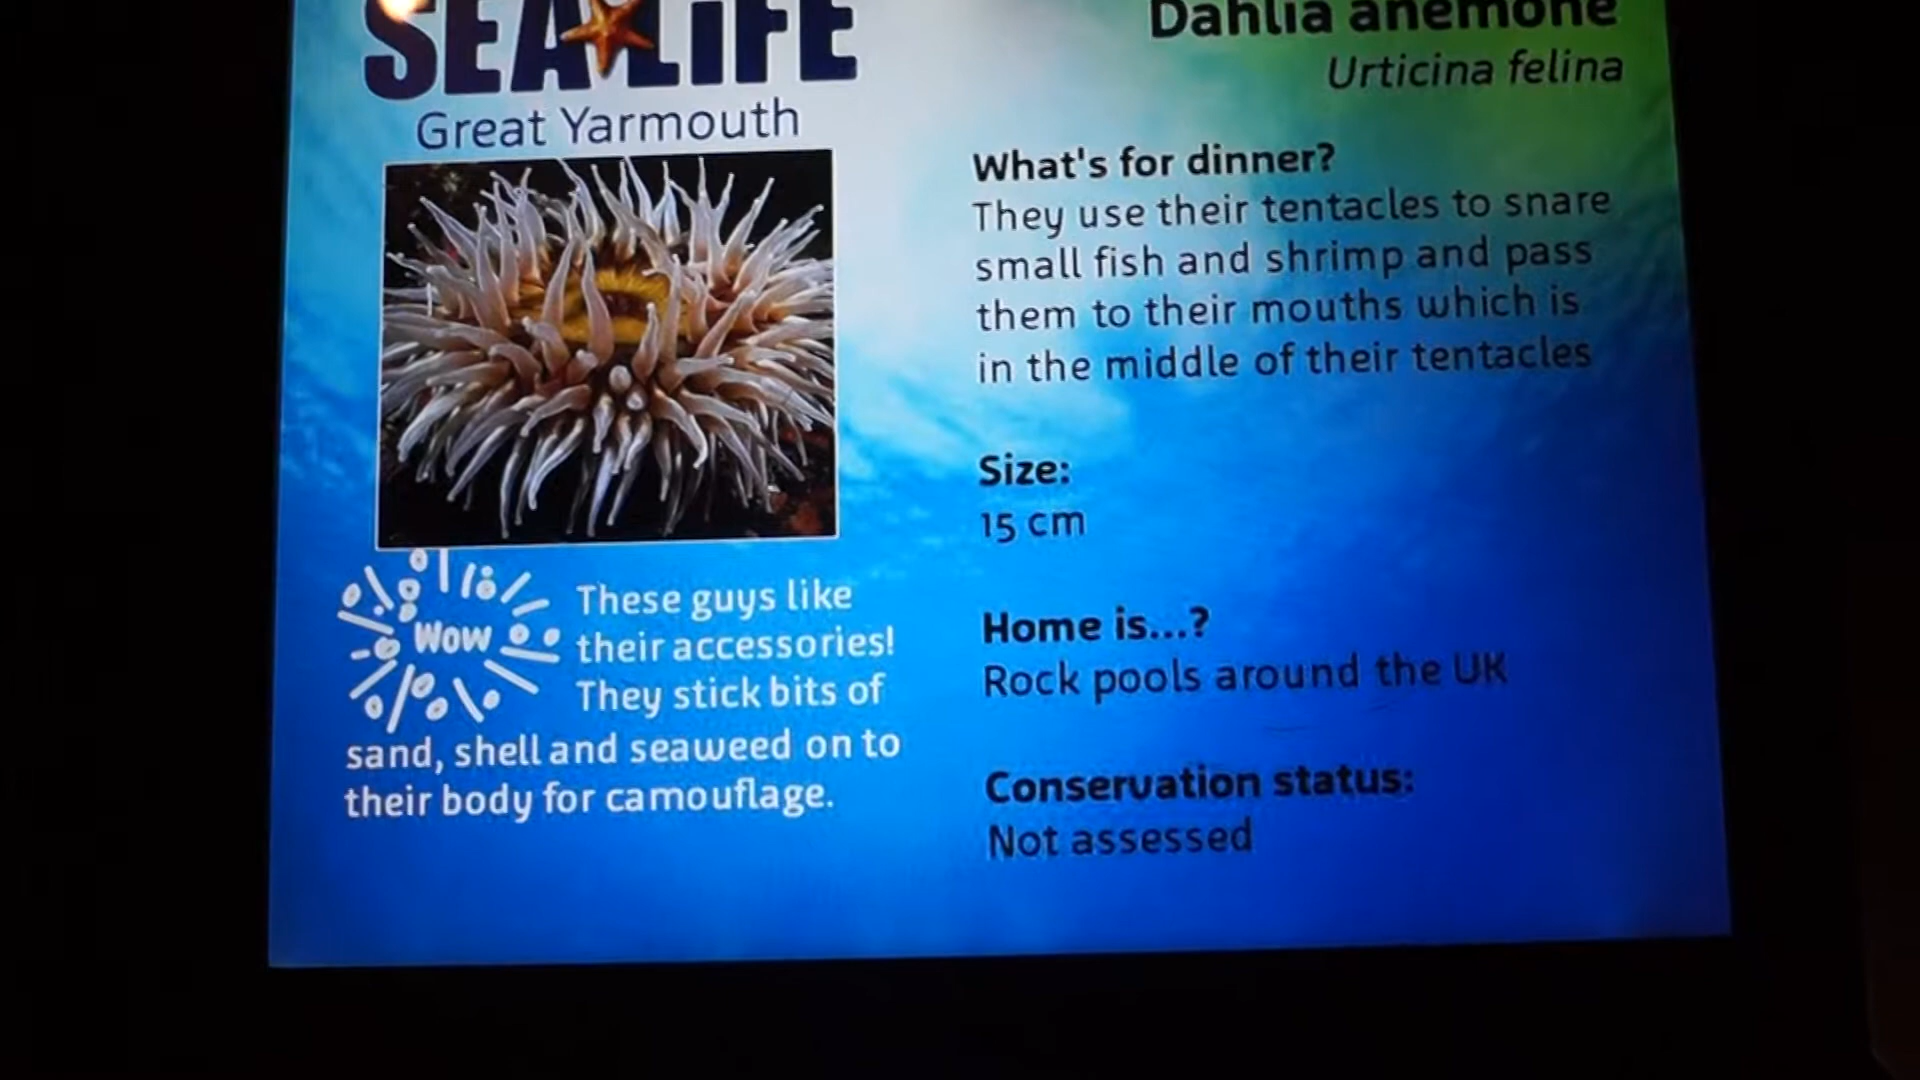 SEA LiFE
Great Yarmouth
Dahlia anemone
Urticina felina
What's for dinner?
They use their tentacles to snare
small fish and shrimp and pass
them to their mouths which is
in the middle of their tentacles
Size:
15 cm
Home is...?
Rock pools around the UK
Conservation status:
Not assessed
Wow
These guys like
their accessories!
They stick bits of
sand, shell and seaweed on to
their body for camouflage.